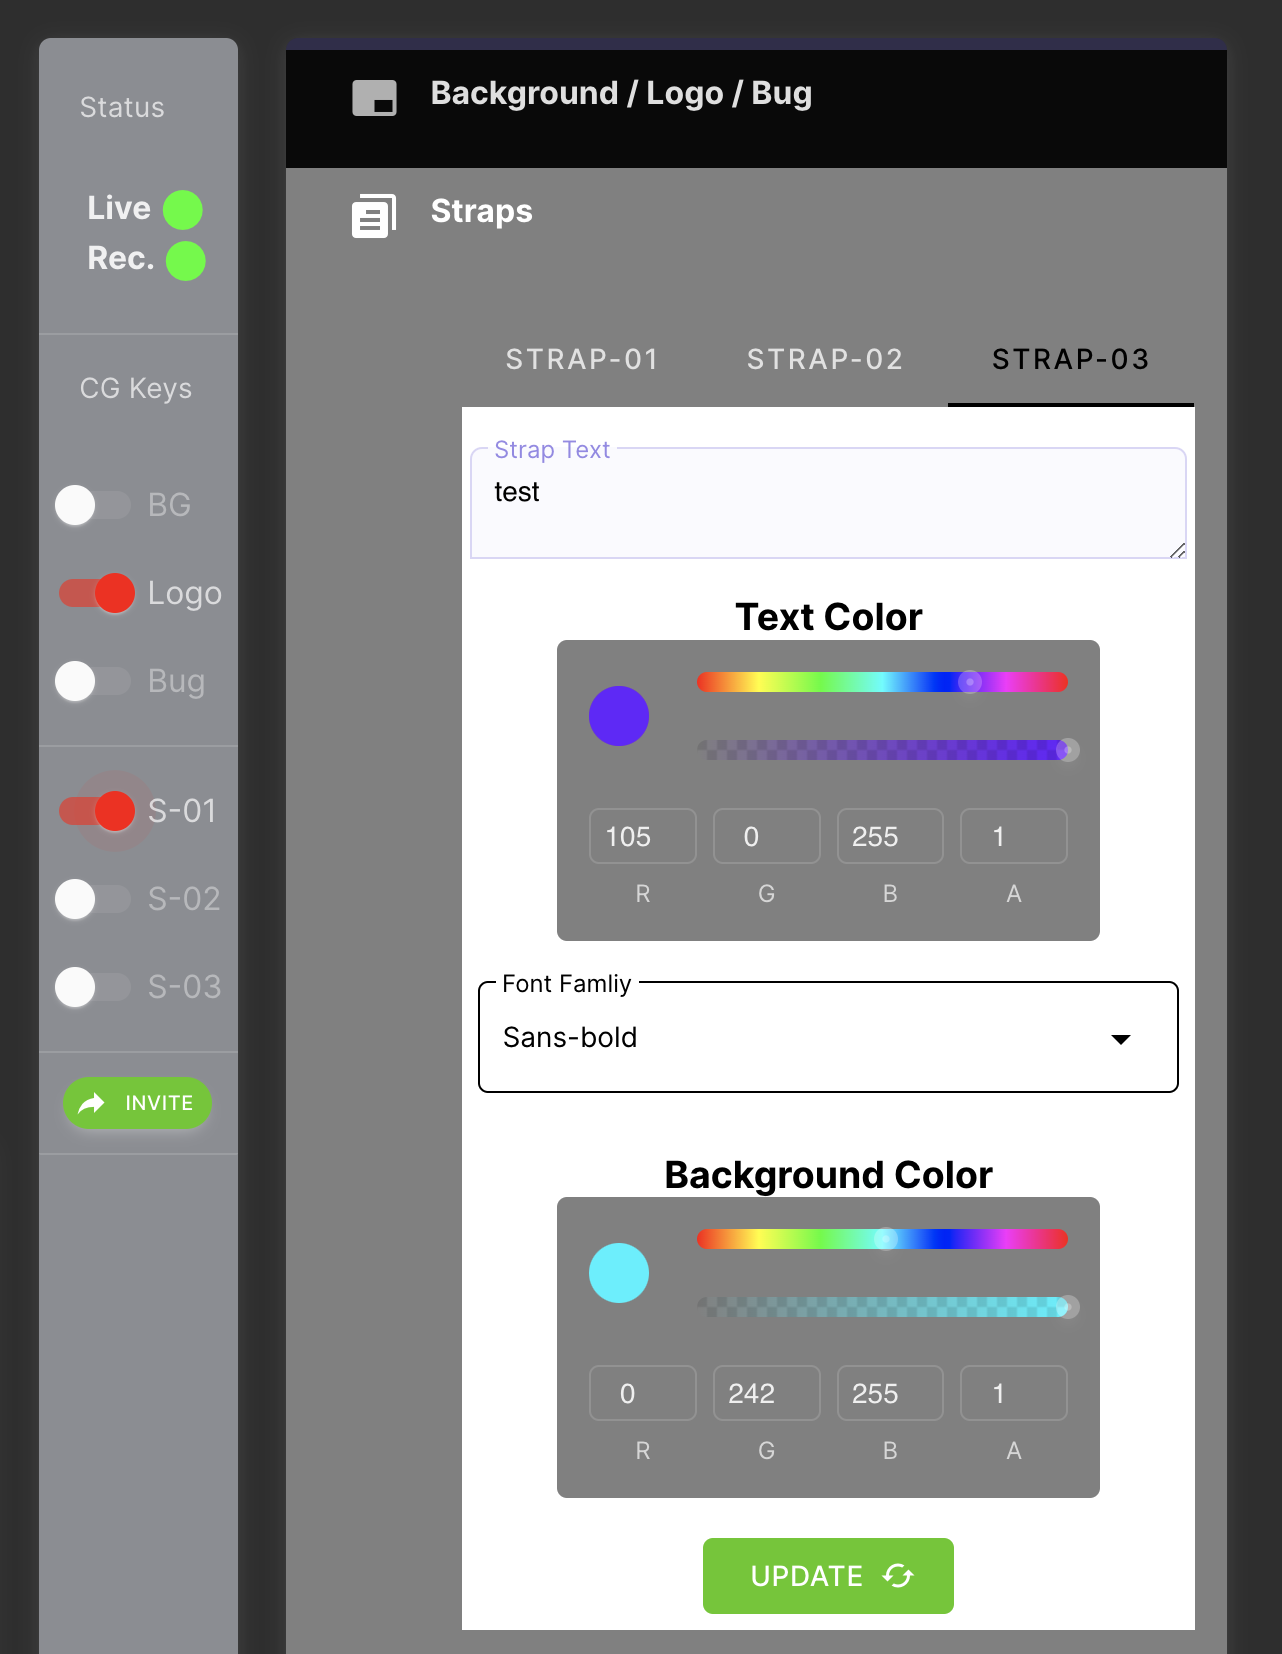 Status
Live
Rec.
CG Keys
BG
Logo
Bug
S-01
S-02
S-03
INVITE
Background / Logo / Bug
Straps
STRAP-01 STRAP-02 STRAP-03
Strap Text
test
Text Color
105 0 255 1
R G B A
Font Famliy
Sans-bold
Background Color
0 242 255 1
R G B A
UPDATE